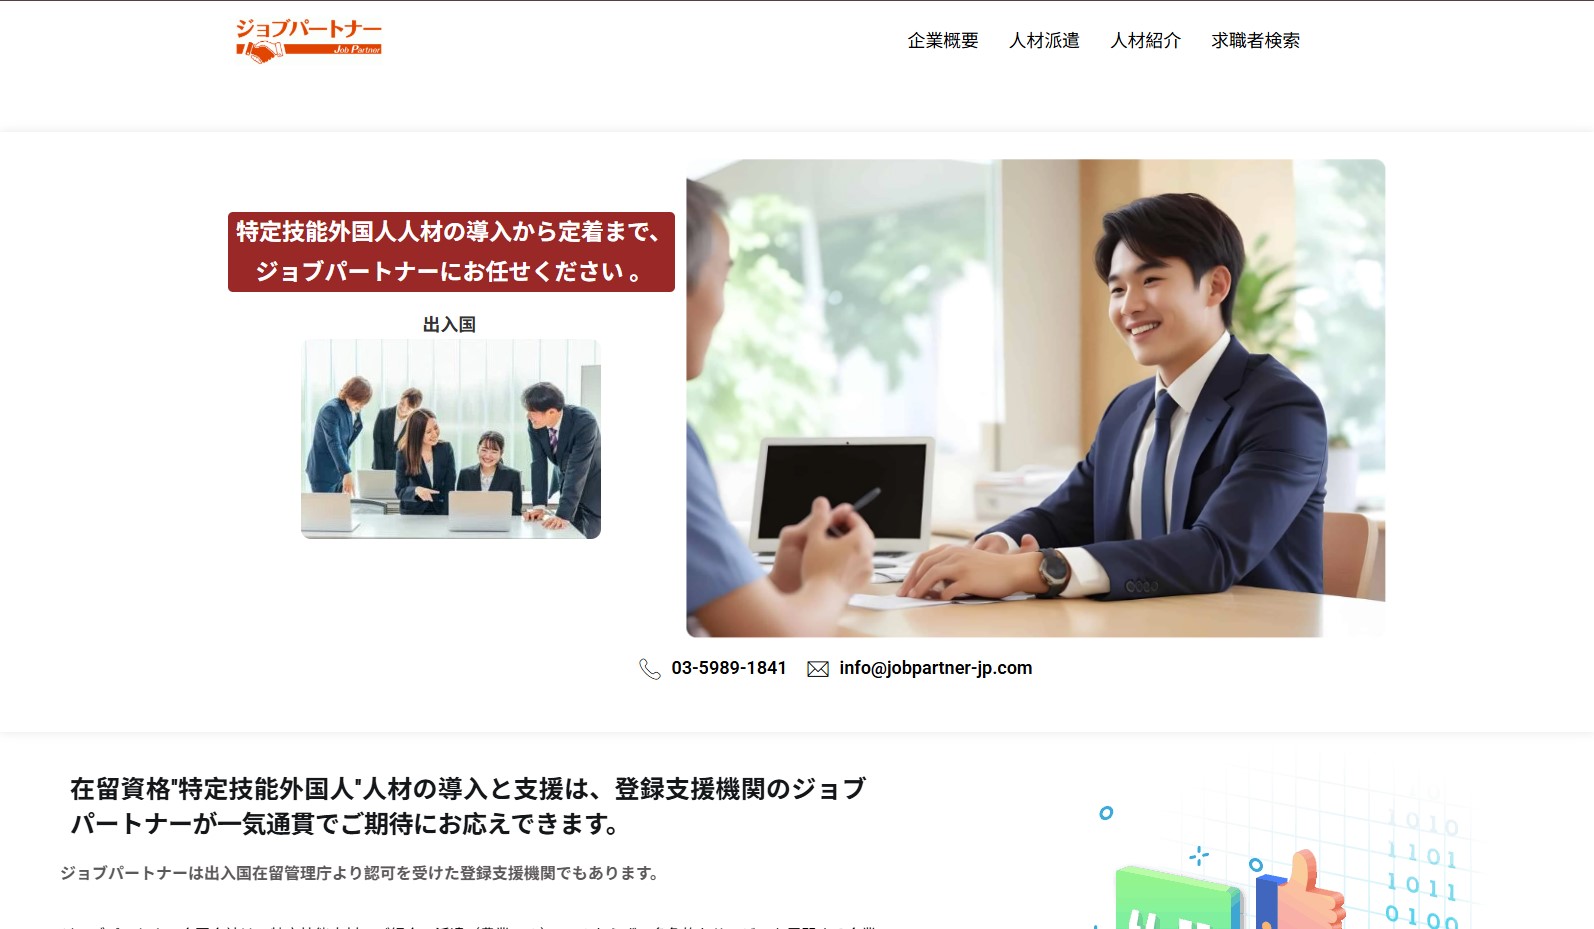 ジョブパートナー
Job Partner
企業概要 人材派遣 人材紹介 求職者検索
特定技能外国人人材の導入から定着まで、
ジョブパートナーにお任せください 。
出入国
03-5989-1841 info@jobpartner-jp.com
在留資格"特定技能外国人"人材の導入と支援は、登録支援機関のジョブ
パートナーが一気通貫でご期待にお応えできます。
ジョブパートナーは出入国在留管理庁より認可を受けた登録支援機関でもあります。
1010
1101
1011
0100